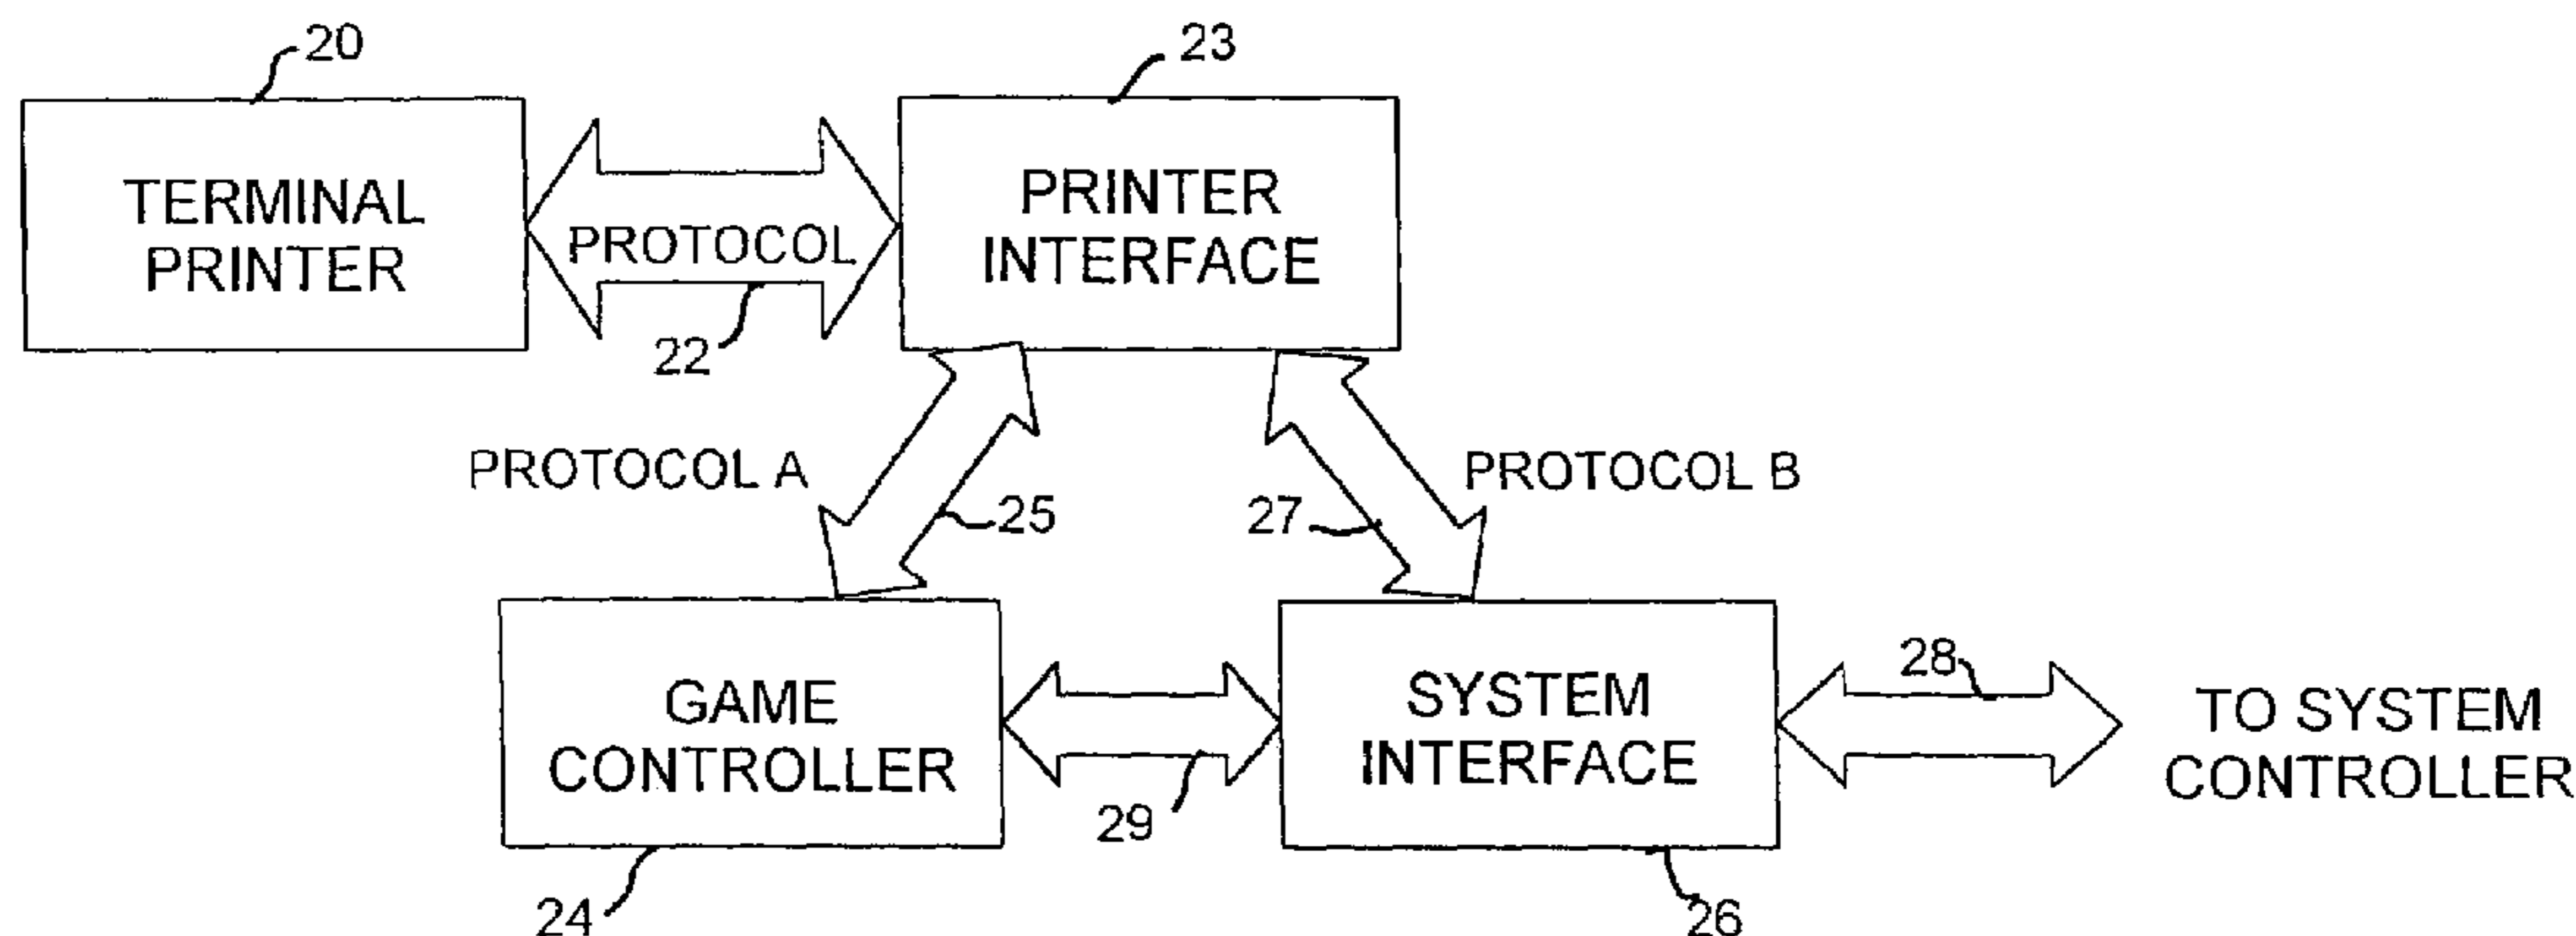 20
23
TERMINAL
PRINTER
PROTOCOL
22
PRINTER
INTERFACE
PROTOCOL A
25
27
PROTOCOL B
GAME
CONTROLLER
24
29
SYSTEM
INTERFACE
26
28
TO SYSTEM
CONTROLLER